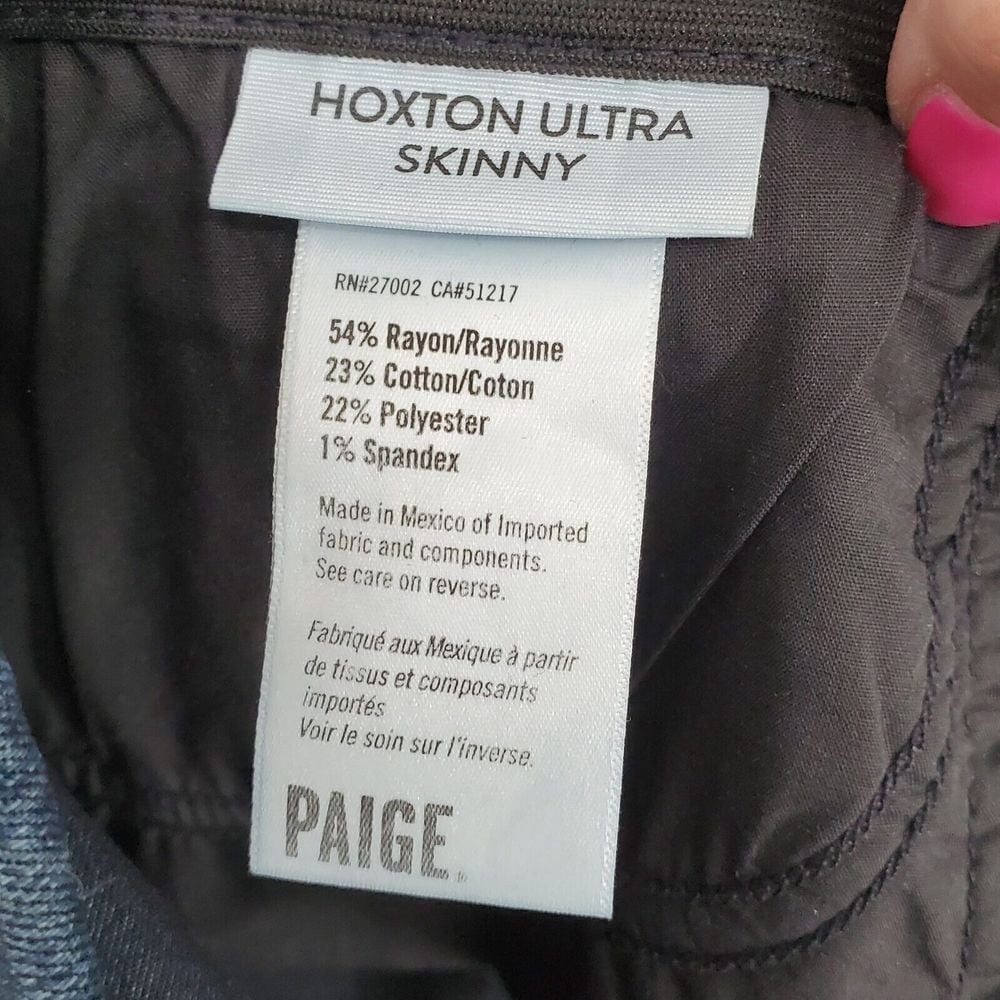 HOXTON ULTRA
SKINNY
RN#27002 CA#51217
54% Rayon/Rayonne
23% Cotton/Coton
22% Polyester
1% Spandex
Made in Mexico of Imported
fabric and components.
See care on reverse.
Fabriqué aux Mexique à partir
de tissus et composants
importés
Voir le soin sur l'inverse.
PAIGE